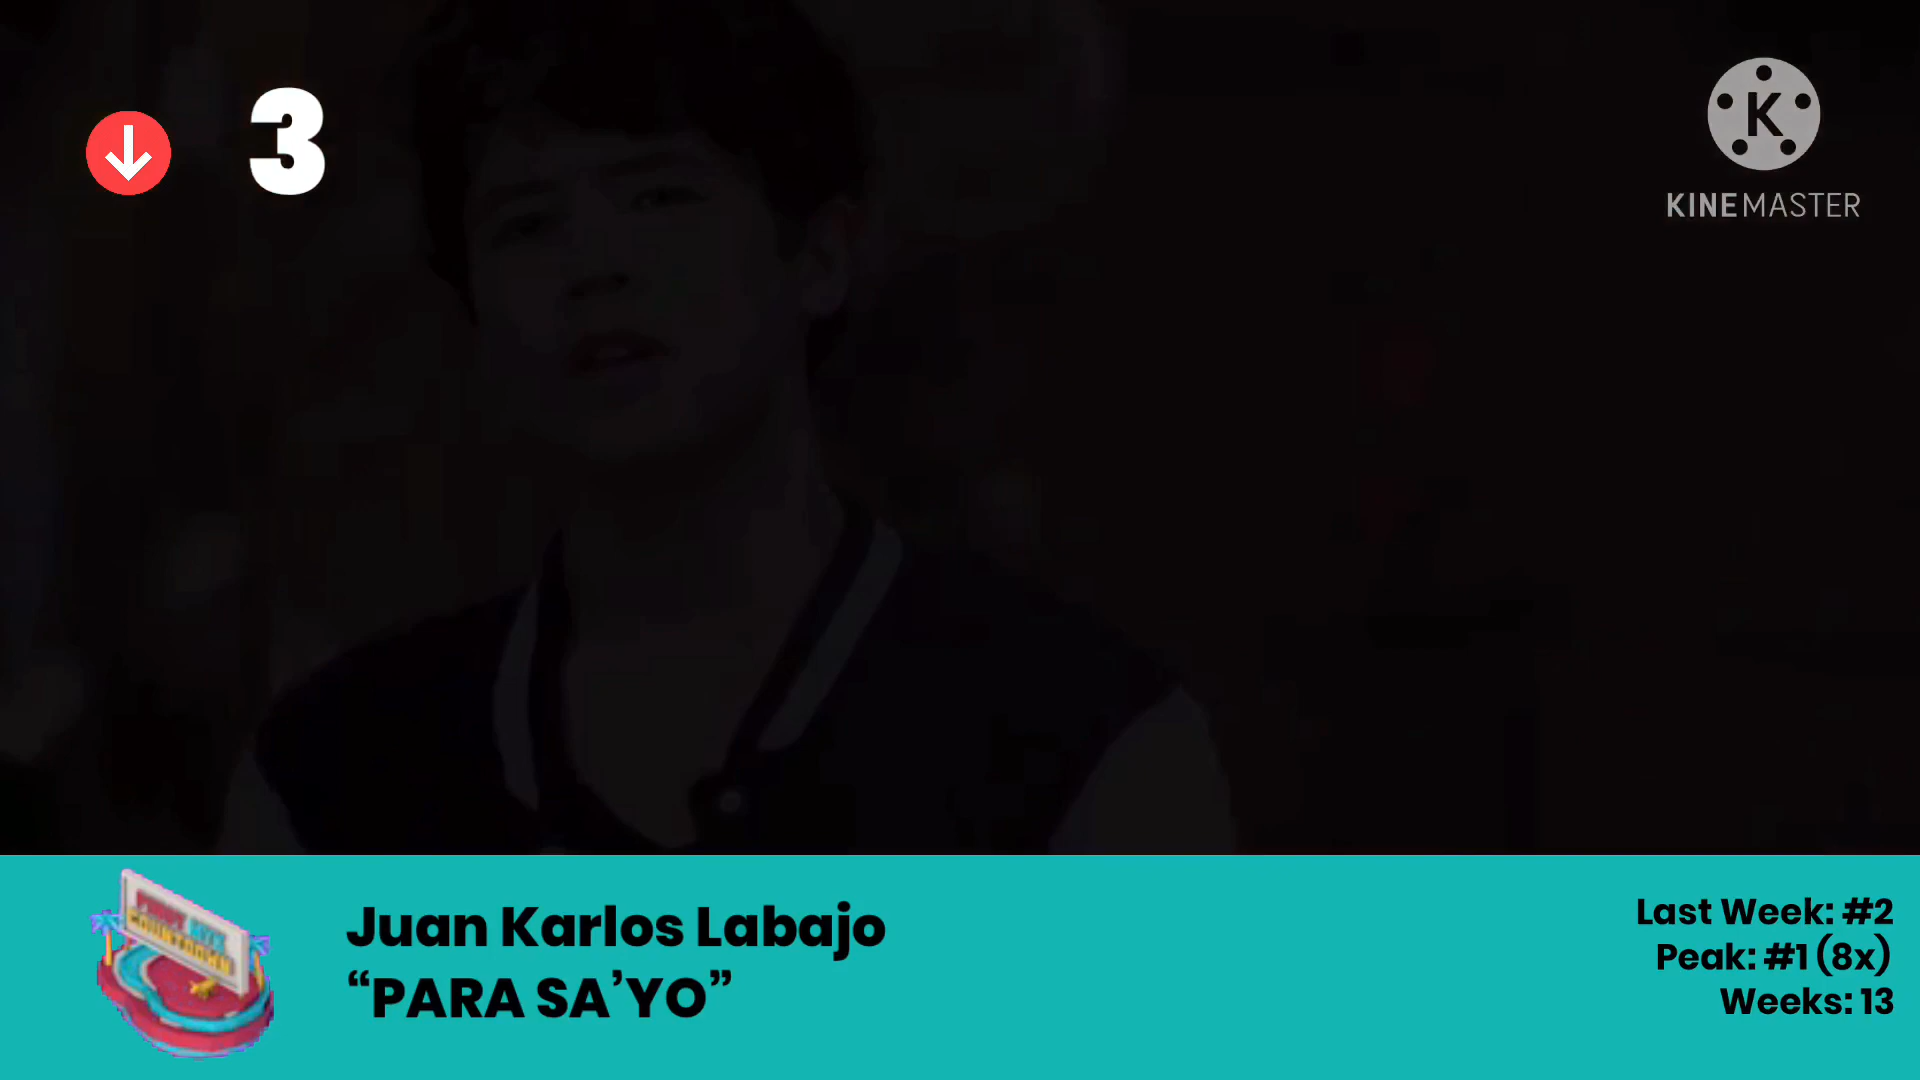 3
K
KINEMASTER
Juan Karlos Labajo
“PARA SA’YO”
Last Week: #2
Peak: #1 (8x)
Weeks: 13